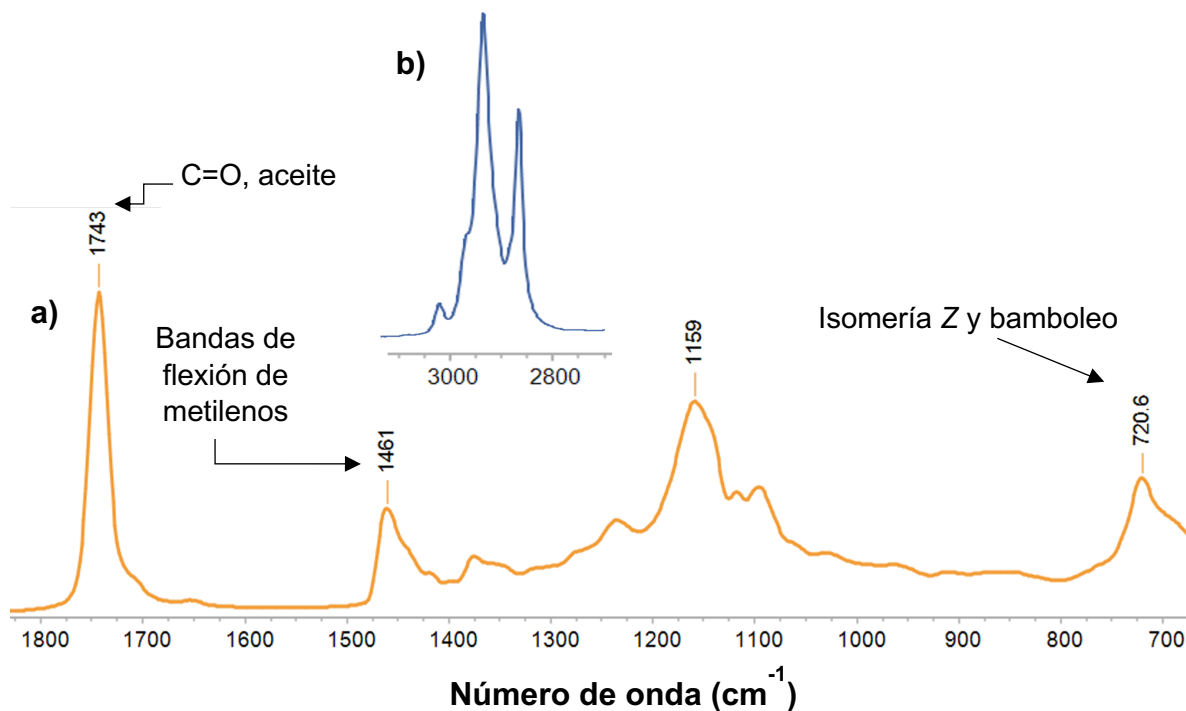 b)
3000 2800
C=O, aceite
1743
a)
Bandas de
flexión de
metilenos
1461
1159
Isomería Z y bamboleo
720.6
1800 1700 1600 1500 1400 1300 1200 1100 1000 900 800 700
Número de onda (cm-1)